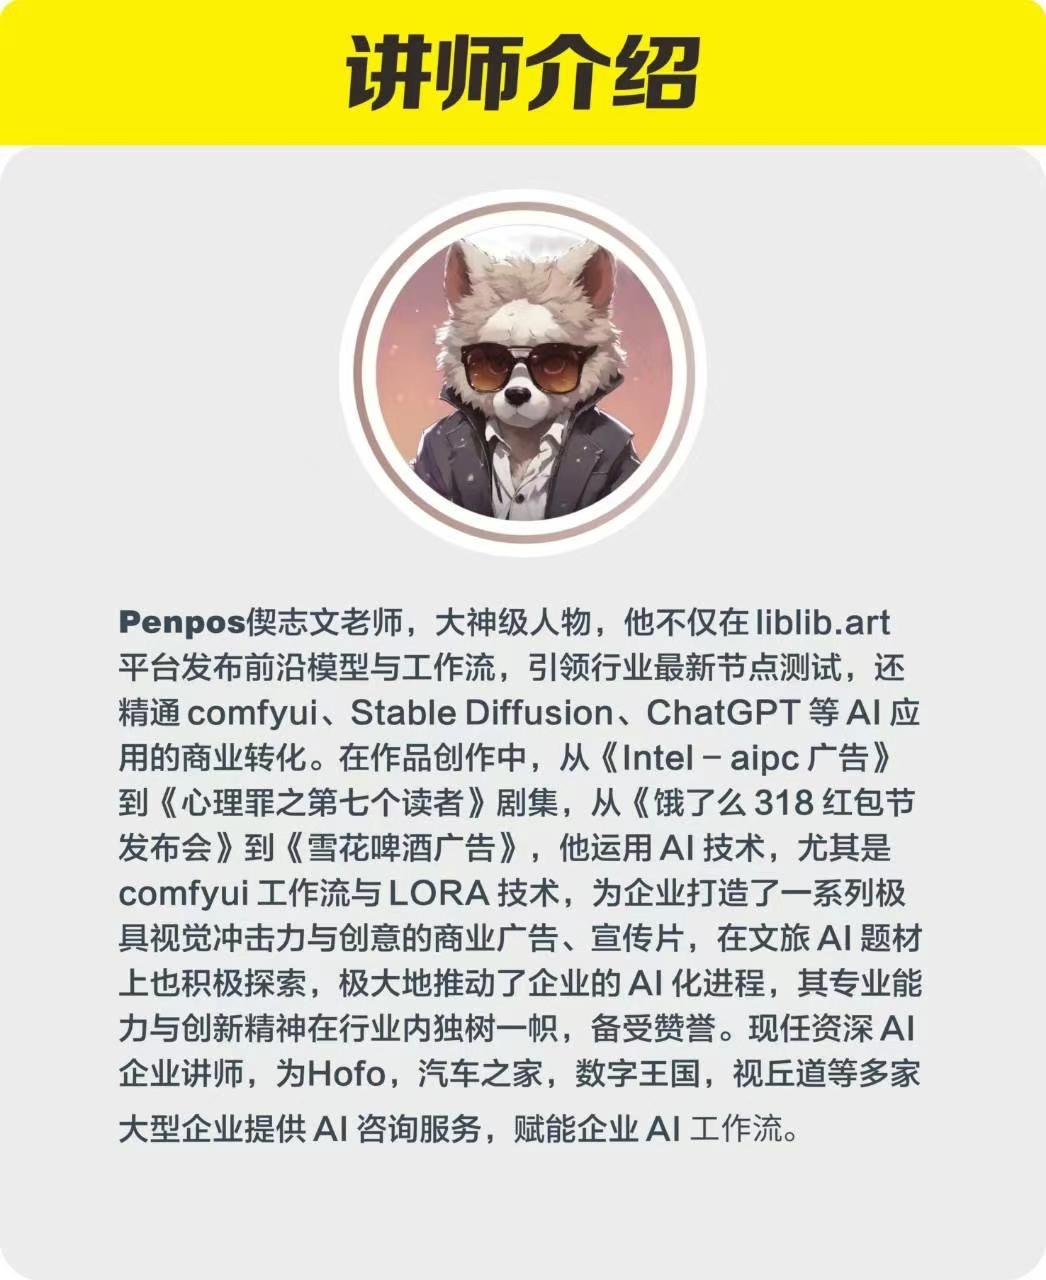 讲师介绍
Penpos偰志文老师，大神级人物，他不仅在 liblib.art
平台发布前沿模型与工作流，引领行业最新节点测试，还
精通 comfyui、Stable Diffusion、ChatGPT 等 AI 应
用的商业转化。在作品创作中，从《Intel – aipc 广告》
到《心理罪之第七个读者》剧集，从《饿了么 318 红包节
发布会》到《雪花啤酒广告》，他运用 AI 技术，尤其是
comfyui 工作流与 LORA 技术，为企业打造了一系列极
具视觉冲击力与创意的商业广告、宣传片，在文旅 AI 题材
上也积极探索，极大地推动了企业的 AI 化进程，其专业能
力与创新精神在行业内独树一帜，备受赞誉。现任资深 AI
企业讲师，为Hofo，汽车之家，数字王国，视丘道等多家
大型企业提供 AI 咨询服务，赋能企业 AI 工作流。